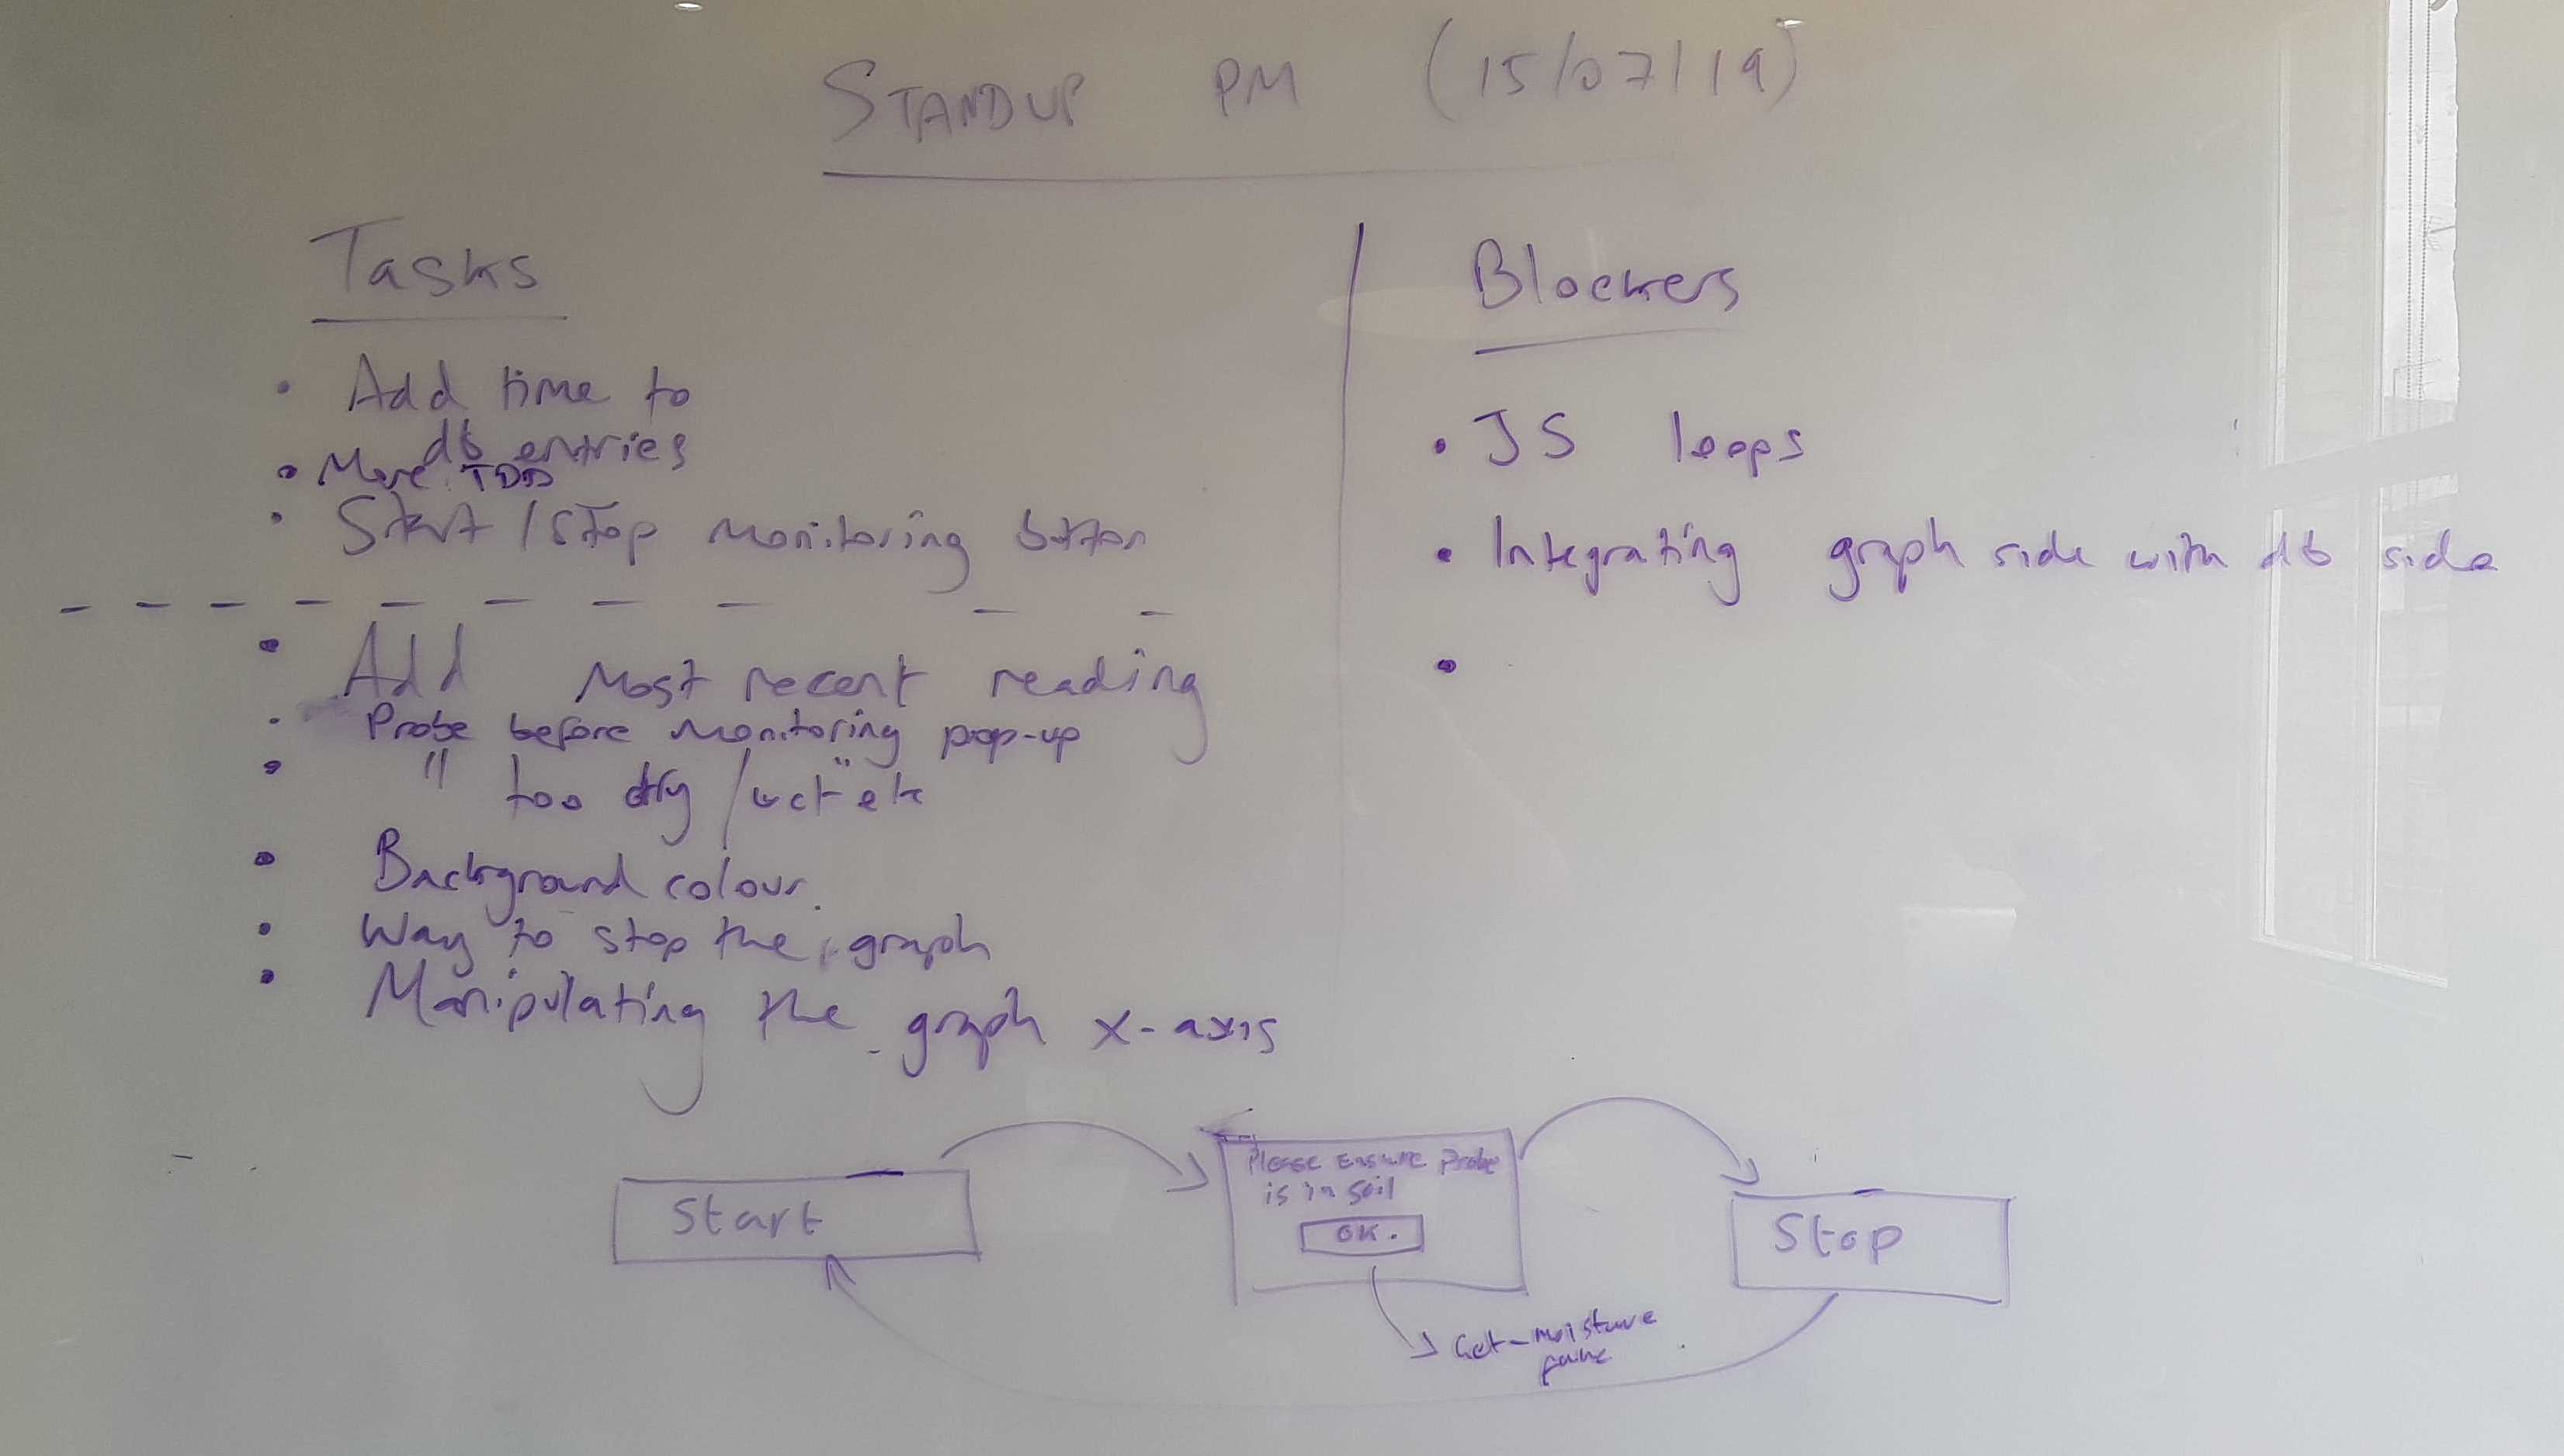 STANDUP PM (15/07/19)
Tasks
• Add time to
db entries
• More TDD
• Start/Stop monitoring button
• Add Most recent reading
• Probe before monitoring pop-up
• " too dry/wet" etc
• Background colour.
• Way to stop the graph
• Manipulating the graph x-axis
Blockers
• JS loops
• Integrating graph side with db side
•
Start
Please Ensure Probe
is in soil
OK.
Stop
Get-moisture
func